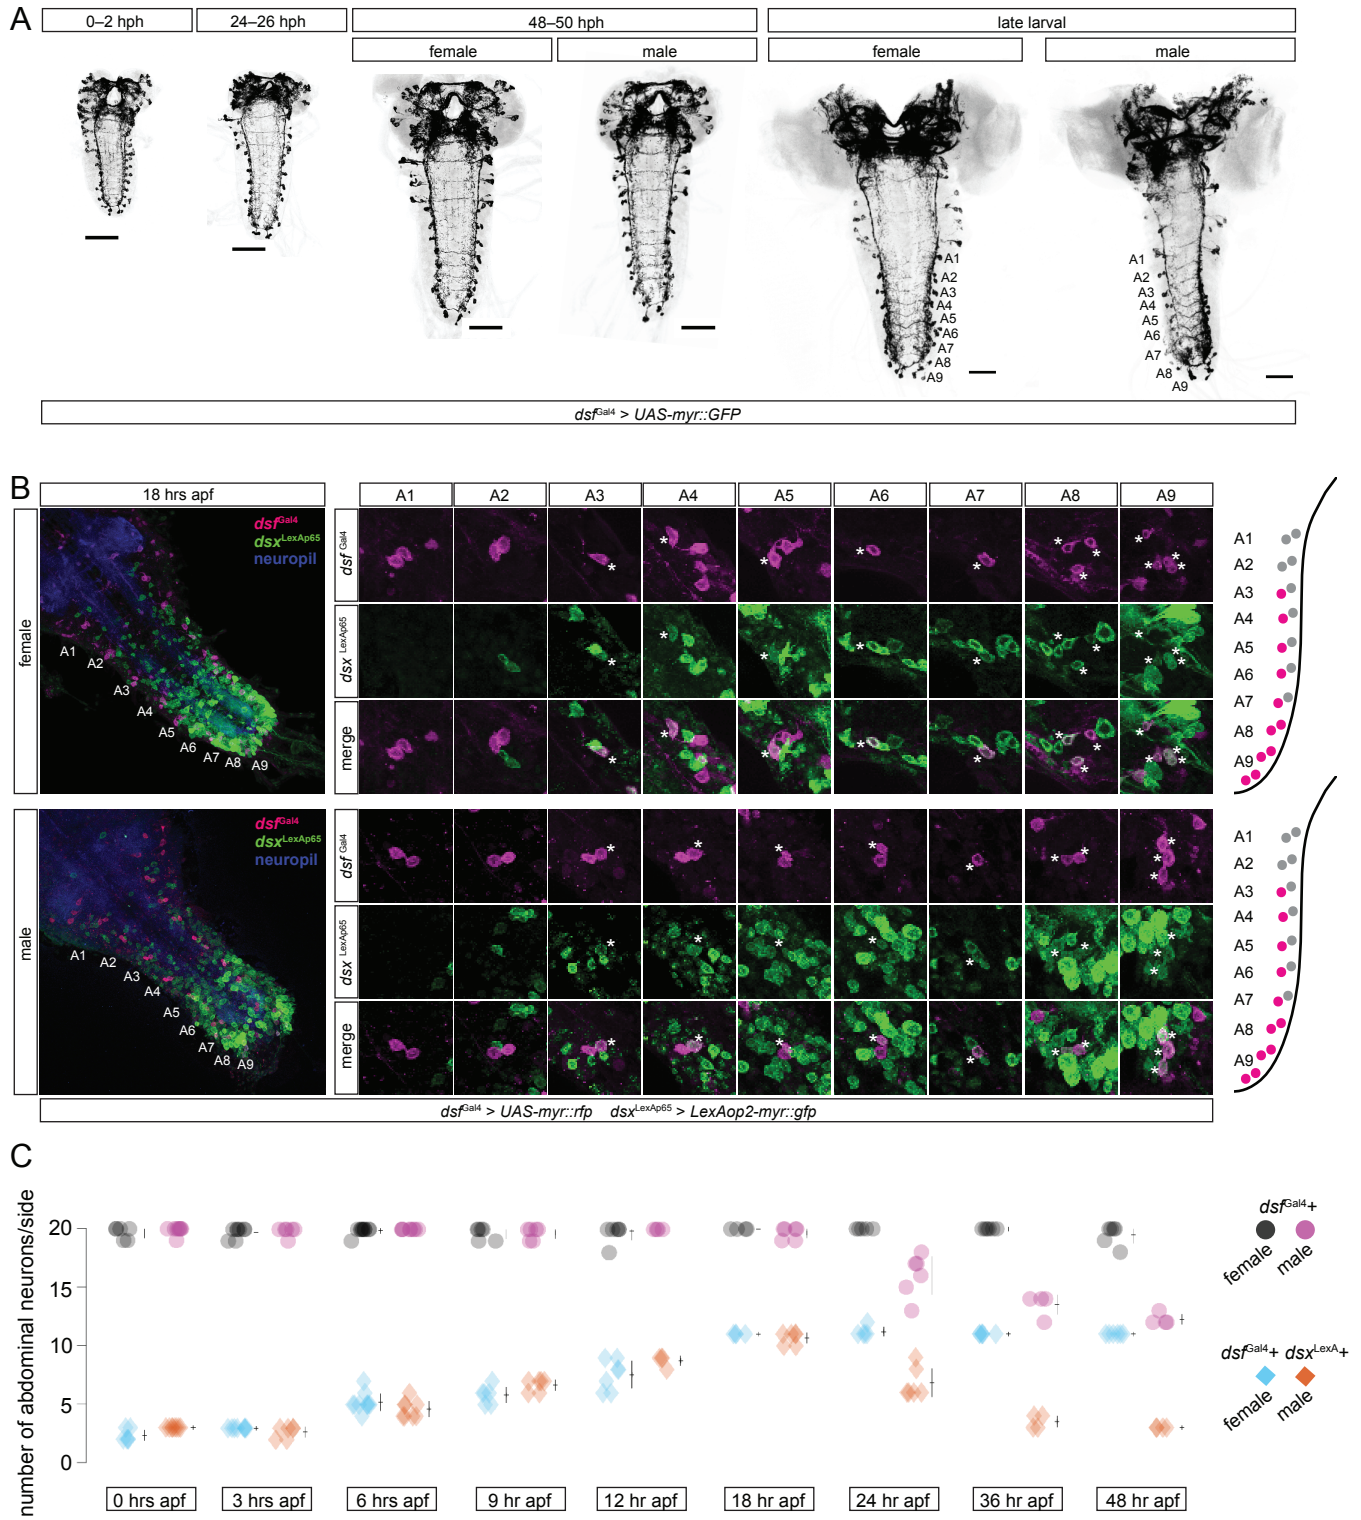 A
0–2 hph
24–26 hph
48–50 hph
late larval
female
male
female
male
A1
A2
A3
A4
A5
A6
A7
A8
A9
A1
A2
A3
A4
A5
A6
A7
A8
A9
dsfGal4 > UAS-myr::GFP
B
18 hrs apf
A1 A2 A3 A4 A5 A6 A7 A8 A9
female
dsfGal4
dsxLexAp65
neuropil
A1
A2
A3
A4
A5
A6
A7
A8
A9
dsf Gal4
* * * * * * * * * * * *
dsx LexAp65
* * * * * * * * * * *
merge
* * * * * * * * * * * *
A1
A2
A3
A4
A5
A6
A7
A8
A9
male
dsfGal4
dsxLexAp65
neuropil
A1
A2
A3
A4
A5
A6
A7
A8
A9
dsf Gal4
* * * * * * * * * *
dsx LexAp65
* * * * * * * * * *
merge
* * * * * * * * * *
A1
A2
A3
A4
A5
A6
A7
A8
A9
dsfGal4 > UAS-myr::rfp dsxLexAp65 > LexAop2-myr::gfp
C
number of abdominal neurons/side
20
15
10
5
0
0 hrs apf
3 hrs apf
6 hrs apf
9 hr apf
12 hr apf
18 hr apf
24 hr apf
36 hr apf
48 hr apf
dsfGal4+
female
male
dsfGal4+ dsxLexA+
female
male